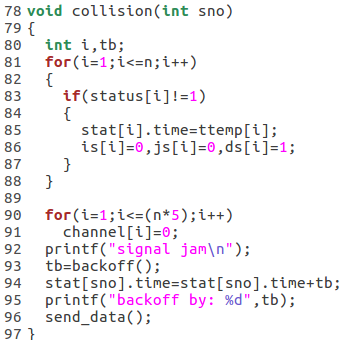 78 void collision(int sno)
79 {
80   int i,tb;
81   for(i=1;i<=n;i++)
82   {
83     if(status[i]!=1)
84     {
85       stat[i].time=ttemp[i];
86       is[i]=0,js[i]=0,ds[i]=1;
87     }
88   }
89
90   for(i=1;i<=(n*5);i++)
91     channel[i]=0;
92   printf("signal jam\n");
93   tb=backoff();
94   stat[sno].time=stat[sno].time+tb;
95   printf("backoff by: %d",tb);
96   send_data();
97 }